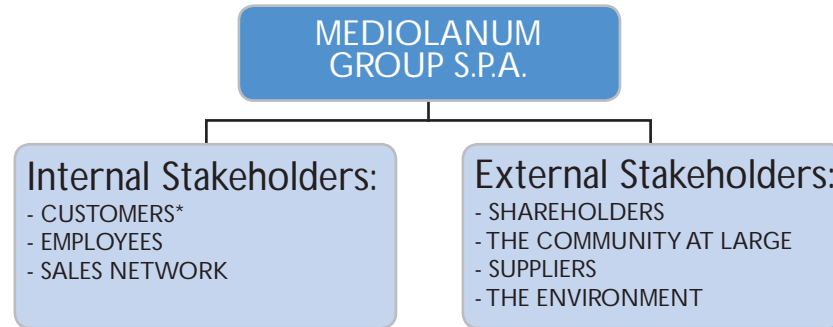 MEDIOLANUM
GROUP S.P.A.
Internal Stakeholders:
- CUSTOMERS*
- EMPLOYEES
- SALES NETWORK
External Stakeholders:
- SHAREHOLDERS
- THE COMMUNITY AT LARGE
- SUPPLIERS
- THE ENVIRONMENT